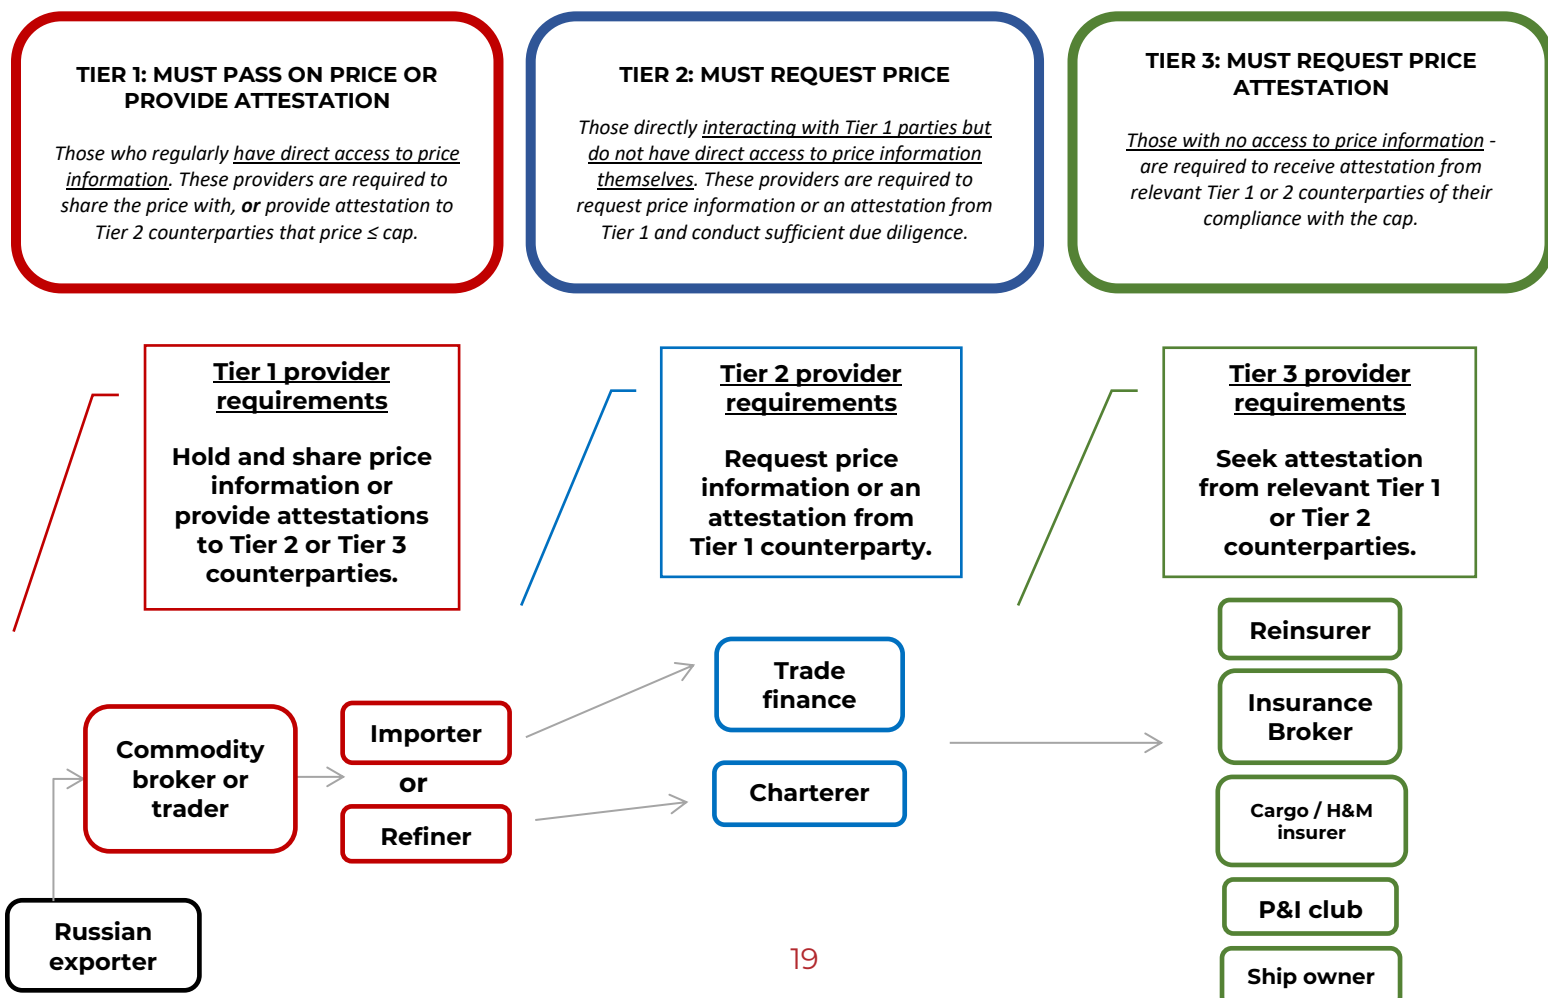 TIER 1: MUST PASS ON PRICE OR
PROVIDE ATTESTATION
Those who regularly have direct access to price
information. These providers are required to
share the price with, or provide attestation to
Tier 2 counterparties that price ≤ cap.
TIER 2: MUST REQUEST PRICE
Those directly interacting with Tier 1 parties but
do not have direct access to price information
themselves. These providers are required to
request price information or an attestation from
Tier 1 and conduct sufficient due diligence.
TIER 3: MUST REQUEST PRICE
ATTESTATION
Those with no access to price information -
are required to receive attestation from
relevant Tier 1 or 2 counterparties of their
compliance with the cap.
Tier 1 provider
requirements
Hold and share price
information or
provide attestations
to Tier 2 or Tier 3
counterparties.
Tier 2 provider
requirements
Request price
information or an
attestation from
Tier 1 counterparty.
Tier 3 provider
requirements
Seek attestation
from relevant Tier 1
or Tier 2
counterparties.
Russian
exporter
Commodity
broker or
trader
Importer
or
Refiner
Trade
finance
Charterer
Reinsurer
Insurance
Broker
Cargo / H&M
insurer
P&I club
Ship owner
19